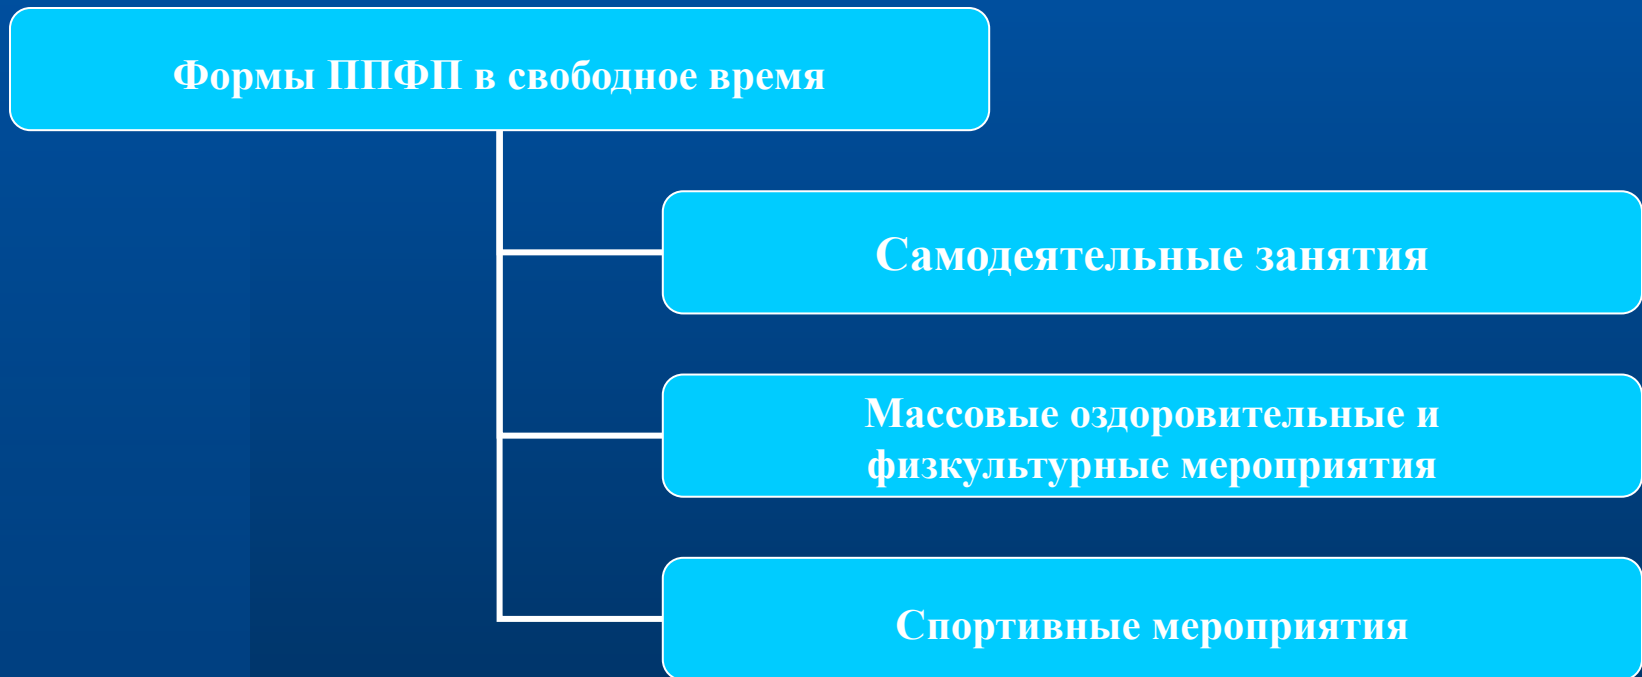 Формы ППФП в свободное время
Самодеятельные занятия
Массовые оздоровительные и
физкультурные мероприятия
Спортивные мероприятия